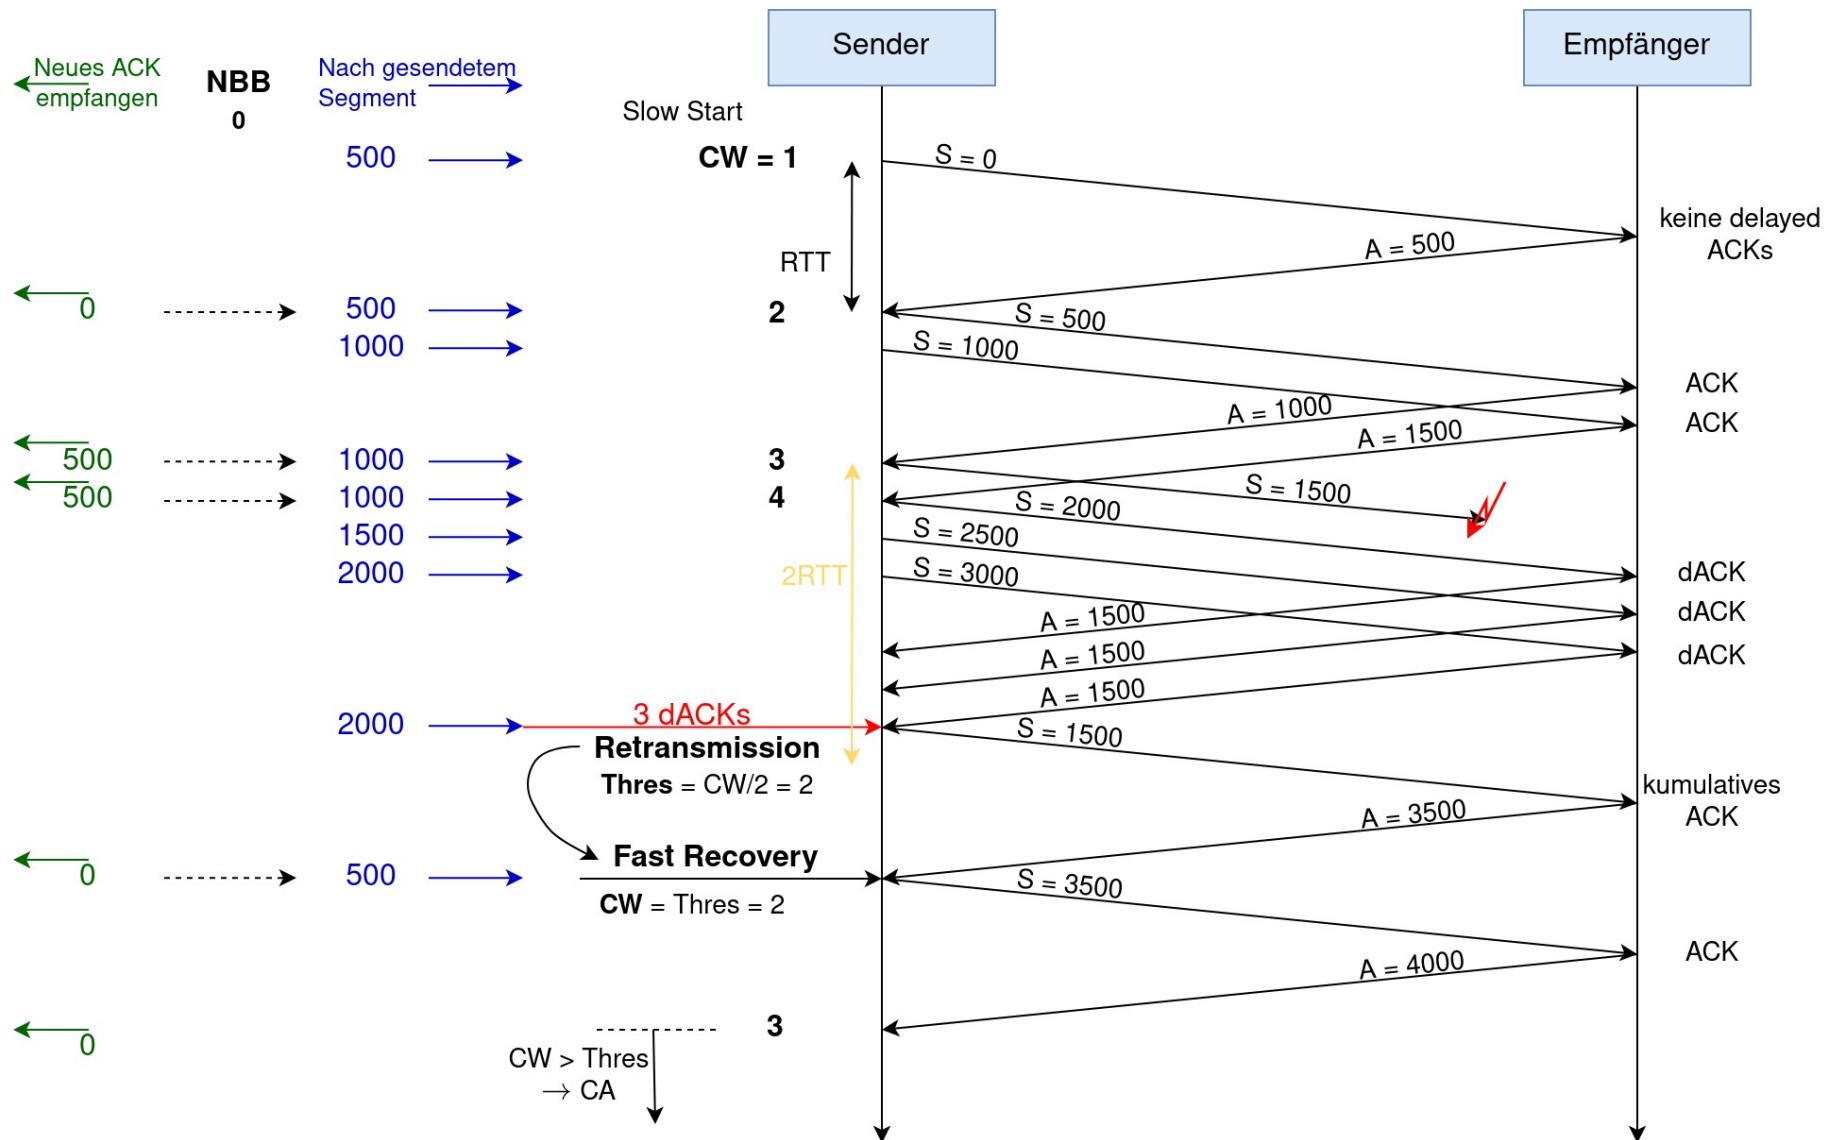 Sender
Empfänger
Neues ACK
empfangen
NBB
0
Nach gesendetem
Segment
Slow Start
500
CW = 1
S = 0
keine delayed
ACKs
A = 500
RTT
0
500
2
S = 500
1000
S = 1000
ACK
A = 1000
ACK
A = 1500
500
1000
3
S = 1500
500
1000
4
S = 2000
1500
S = 2500
2000
2RTT
S = 3000
dACK
dACK
A = 1500
dACK
A = 1500
A = 1500
2000
3 dACKs
S = 1500
Retransmission
Thres = CW/2 = 2
kumulatives
ACK
A = 3500
Fast Recovery
0
500
S = 3500
CW = Thres = 2
ACK
A = 4000
3
0
CW > Thres
→ CA